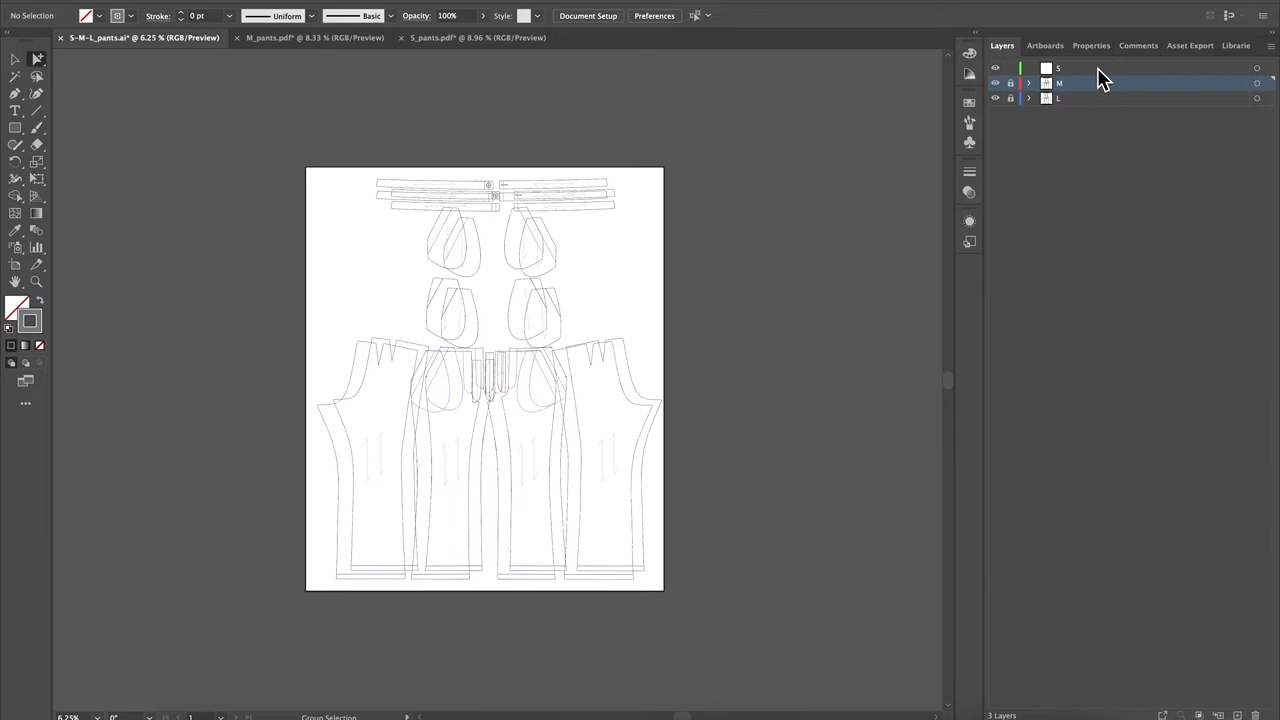 No Selection Stroke: 0 pt Uniform Basic Opacity: 100% Style: Document Setup Preferences
S-M-L_pants.ai* @ 6.25 % (RGB/Preview) M_pants.pdf* @ 8.33 % (RGB/Preview) S_pants.pdf* @ 8.96 % (RGB/Preview)
Layers Artboards Properties Comments Asset Export Librarie
S
M
L
6.25% 0° 1 Group Selection 3 Layers